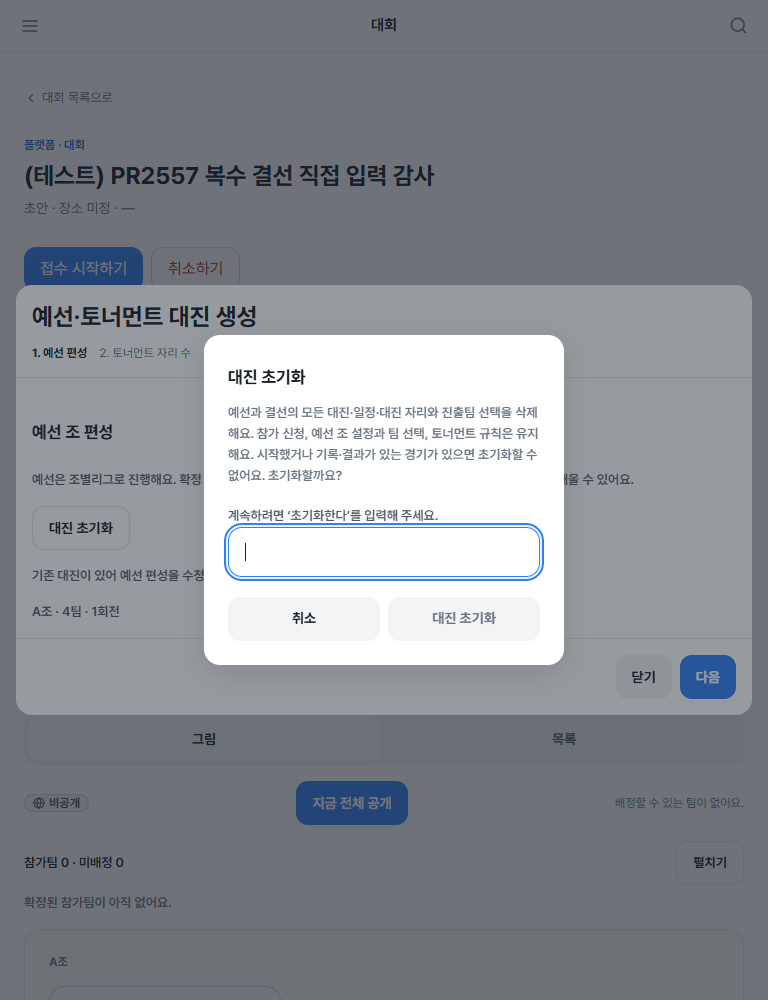 대회
대회 목록으로
플랫폼 · 대회
(테스트) PR2557 복수 결선 직접 입력 감사
초안 · 장소 미정 · —
접수 시작하기
취소하기
예선·토너먼트 대진 생성
1. 예선 편성
2. 토너먼트 자리 수
예선 조 편성
예선은 조별리그로 진행해요. 확정
수 있어요.
대진 초기화
기존 대진이 있어 예선 편성을 수정
A조 · 4팀 · 1회전
닫기
다음
대진 초기화
예선과 결선의 모든 대진·일정·대진 자리와 진출팀 선택을 삭제
해요. 참가 신청, 예선 조 설정과 팀 선택, 토너먼트 규칙은 유지
해요. 시작했거나 기록·결과가 있는 경기가 있으면 초기화할 수
없어요. 초기화할까요?
계속하려면 ‘초기화한다’를 입력해 주세요.
취소
대진 초기화
그림
목록
비공개
지금 전체 공개
배정할 수 있는 팀이 없어요.
참가팀 0 · 미배정 0
펼치기
확정된 참가팀이 아직 없어요.
A조